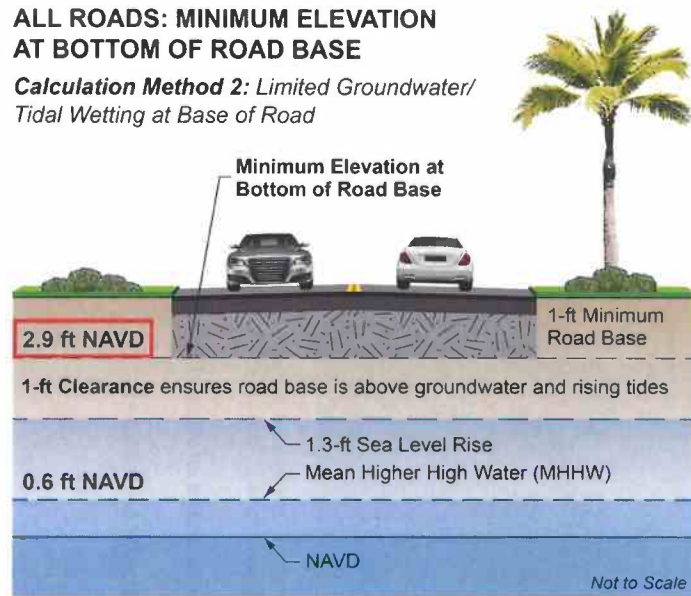 ALL ROADS: MINIMUM ELEVATION
AT BOTTOM OF ROAD BASE
Calculation Method 2: Limited Groundwater/
Tidal Wetting at Base of Road
Minimum Elevation at
Bottom of Road Base
1-ft Minimum
Road Base
2.9 ft NAVD
1-ft Clearance ensures road base is above groundwater and rising tides
1.3-ft Sea Level Rise
Mean Higher High Water (MHHW)
0.6 ft NAVD
NAVD
Not to Scale